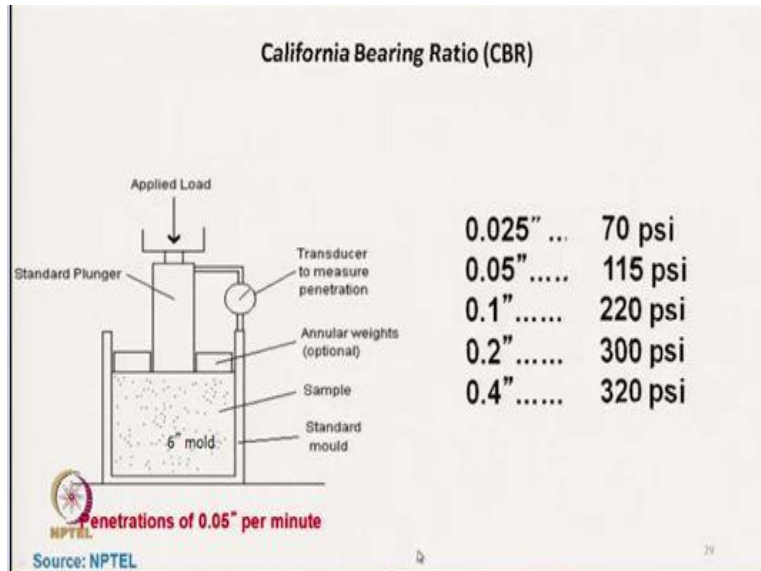 California Bearing Ratio (CBR)
Applied Load
Standard Plunger
Transducer
to measure
penetration
Annular weights
(optional)
Sample
Standard
mould
6" mold
0.025" ... 70 psi
0.05"..... 115 psi
0.1"...... 220 psi
0.2"...... 300 psi
0.4"...... 320 psi
Penetrations of 0.05" per minute
NPTEL
Source: NPTEL
29